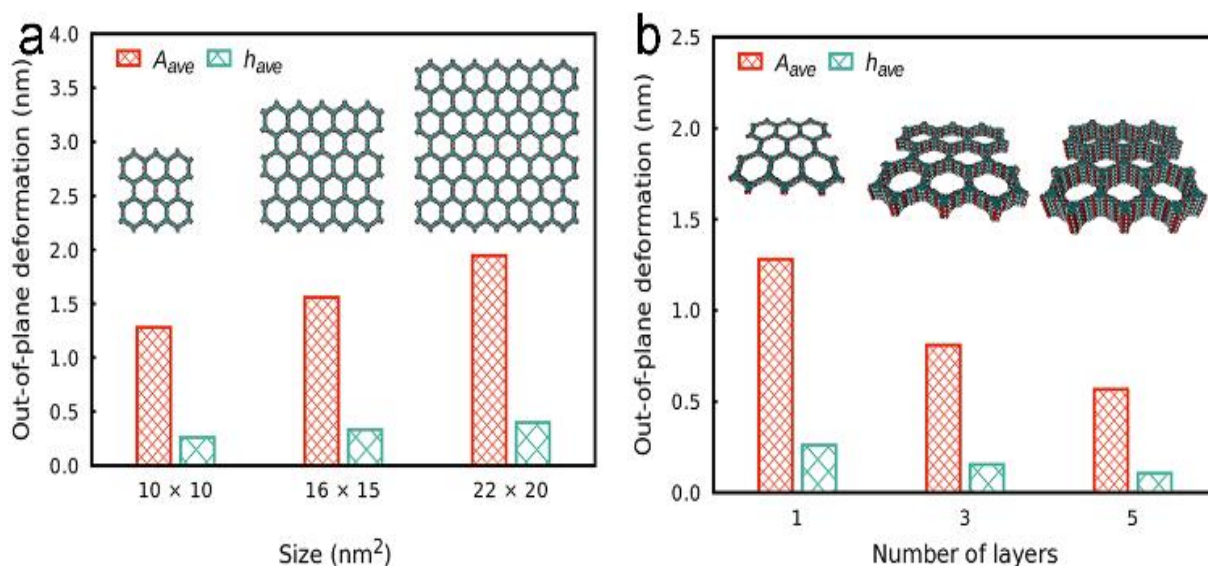 a
Out-of-plane deformation (nm)
4.0
3.5
3.0
2.5
2.0
1.5
1.0
0.5
0.0
A_ave h_ave
10 × 10 16 × 15 22 × 20
Size (nm²)
b
Out-of-plane deformation (nm)
2.5
2.0
1.5
1.0
0.5
0.0
A_ave h_ave
1 3 5
Number of layers